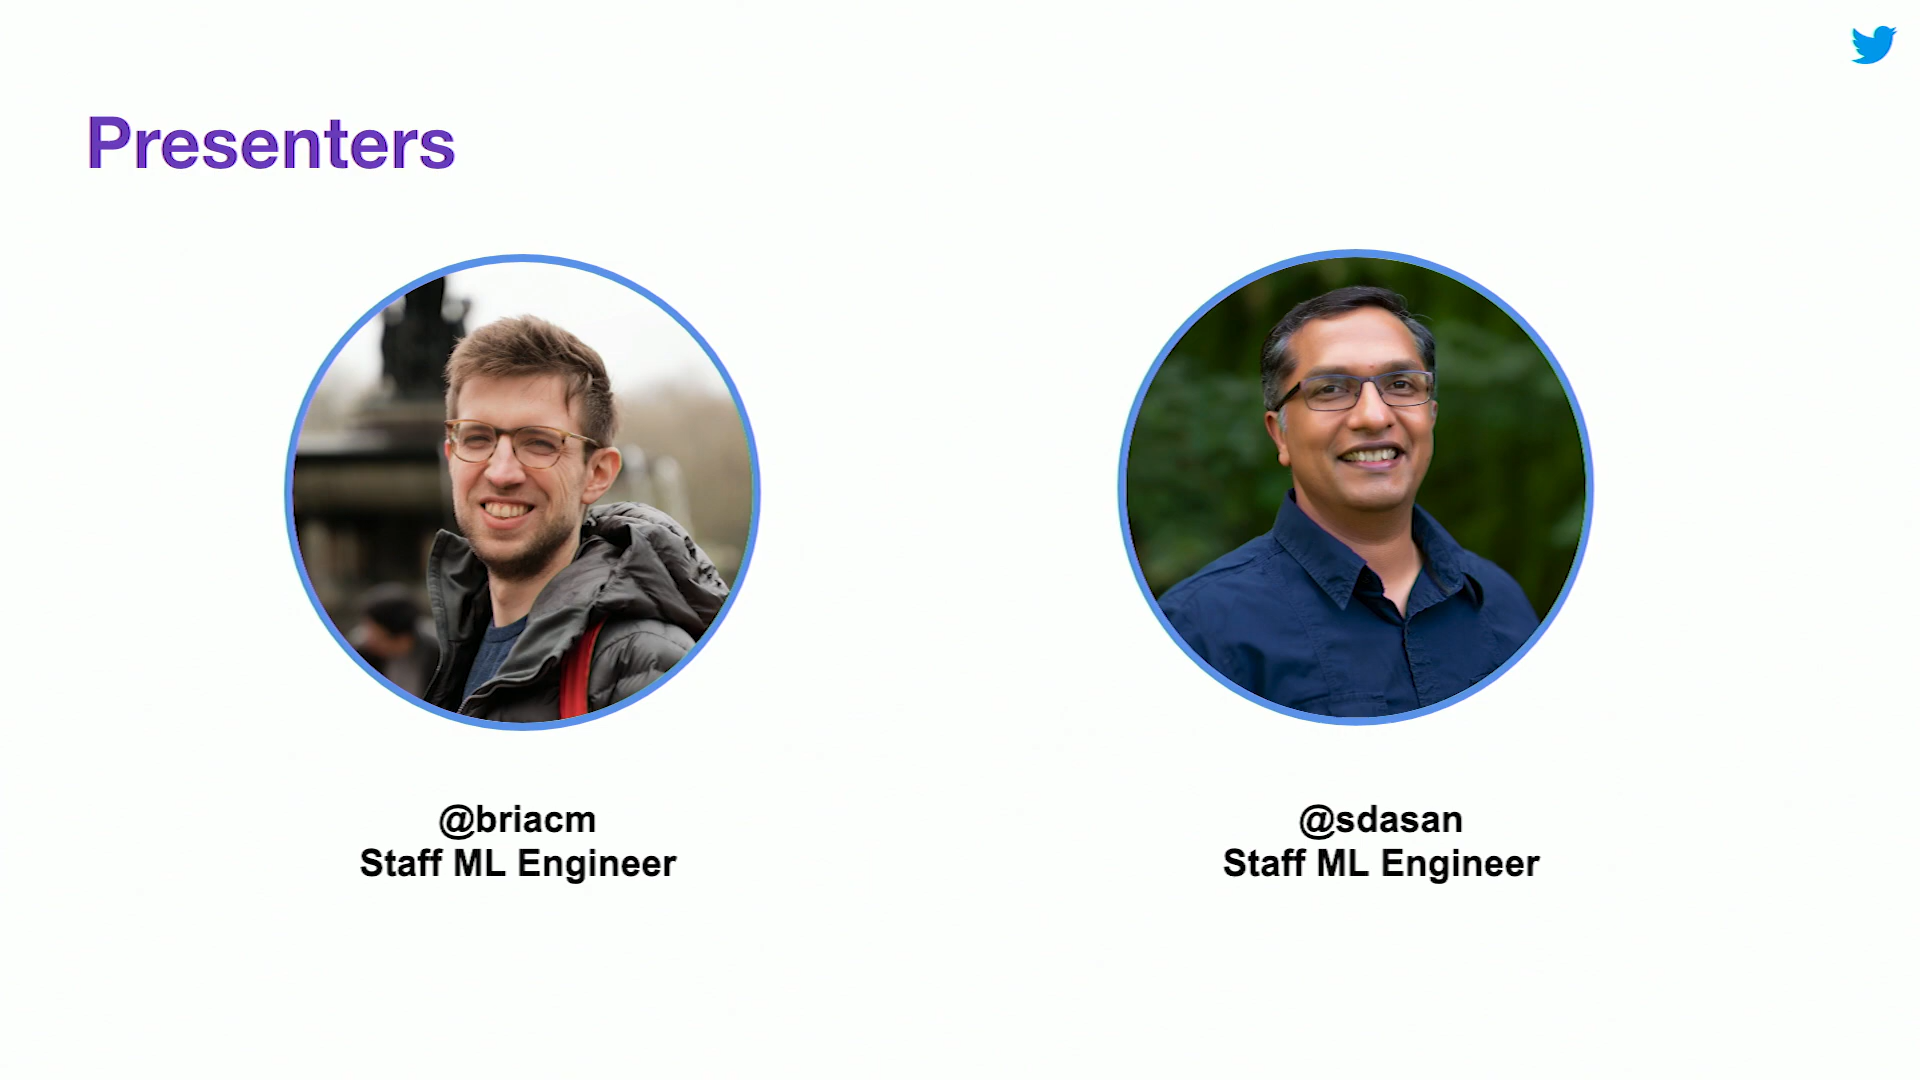 Presenters
@briacm
Staff ML Engineer
@sdasan
Staff ML Engineer